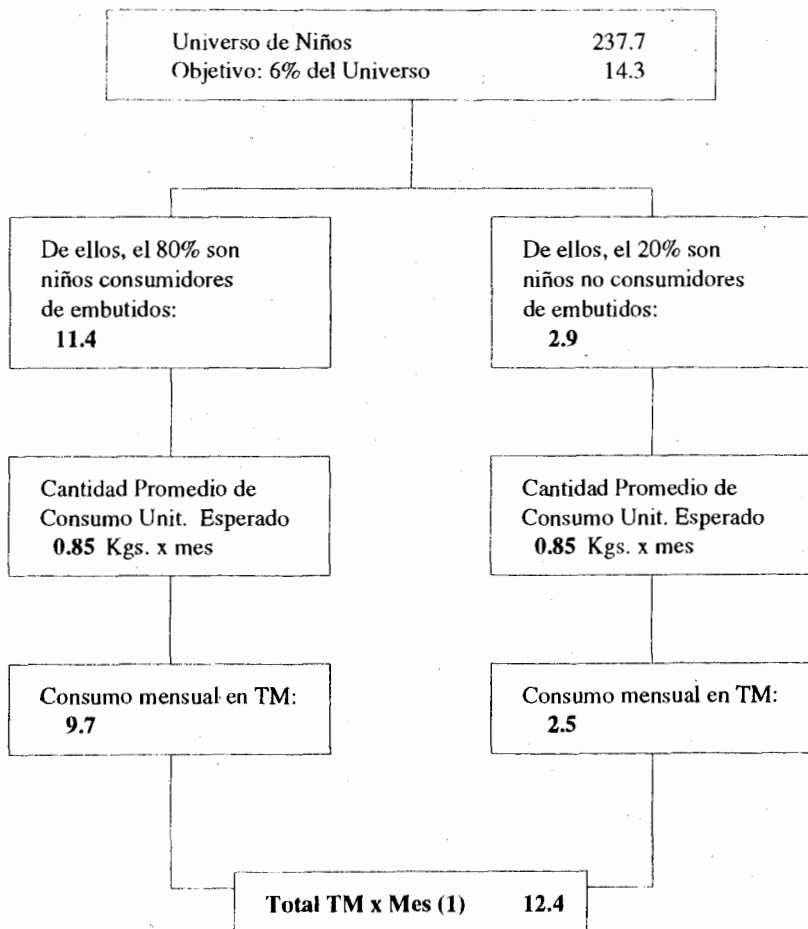 Universo de Niños 237.7
Objetivo: 6% del Universo 14.3
De ellos, el 80% son
niños consumidores
de embutidos:
11.4
De ellos, el 20% son
niños no consumidores
de embutidos:
2.9
Cantidad Promedio de
Consumo Unit. Esperado
0.85 Kgs. x mes
Cantidad Promedio de
Consumo Unit. Esperado
0.85 Kgs. x mes
Consumo mensual en TM:
9.7
Consumo mensual en TM:
2.5
Total TM x Mes (1) 12.4